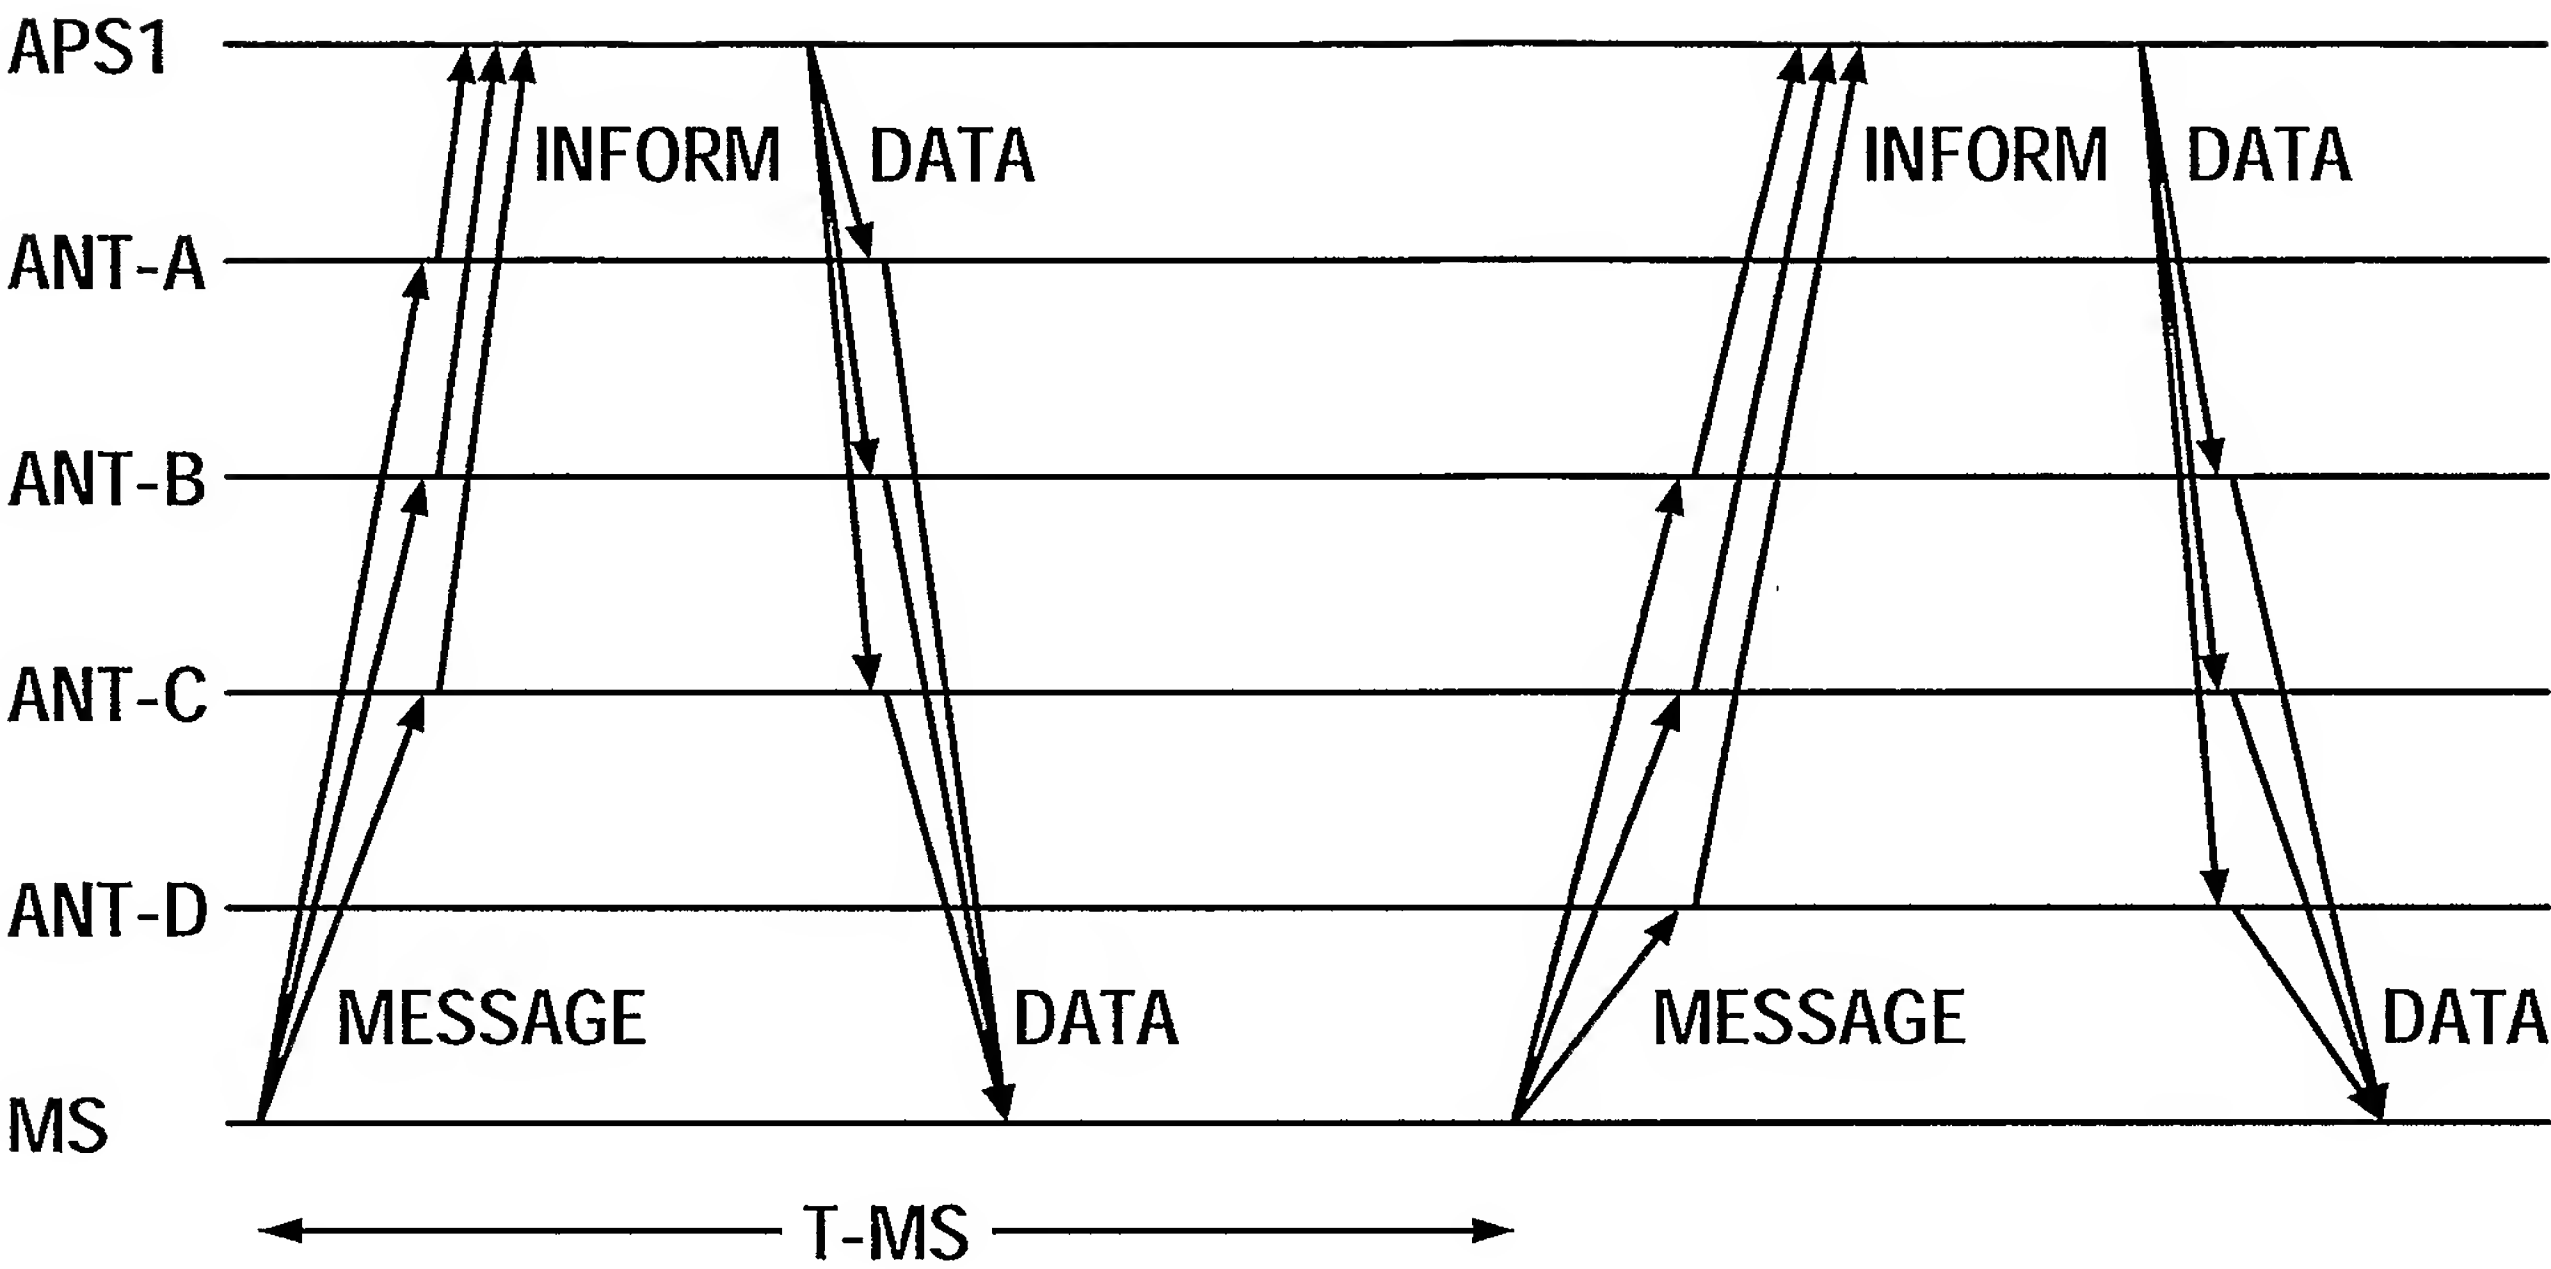 APS1
INFORM DATA INFORM DATA
ANT-A
ANT-B
ANT-C
ANT-D
MESSAGE DATA MESSAGE DATA
MS
T-MS